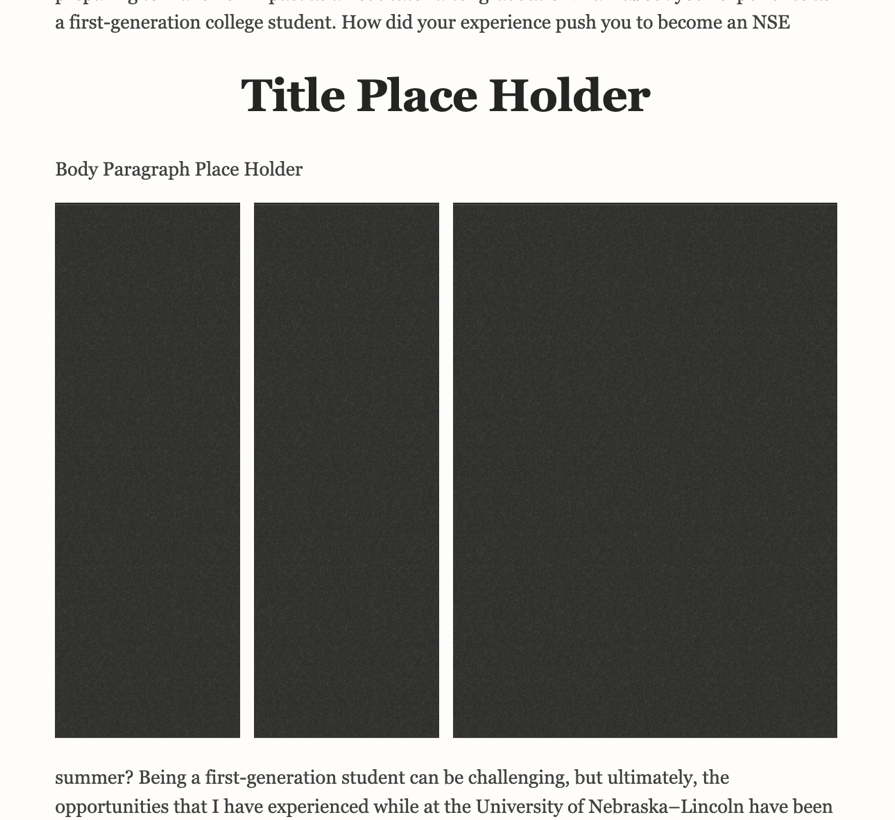 a first-generation college student. How did your experience push you to become an NSE
Title Place Holder
Body Paragraph Place Holder
summer? Being a first-generation student can be challenging, but ultimately, the
opportunities that I have experienced while at the University of Nebraska–Lincoln have been